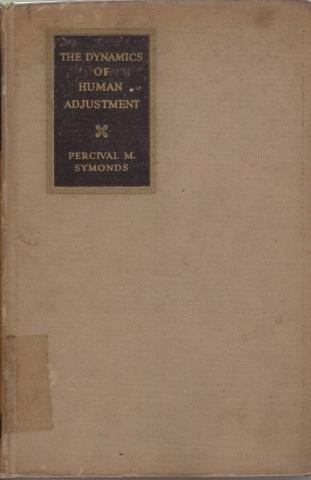 THE DYNAMICS
OF
HUMAN
ADJUSTMENT
PERCIVAL M.
SYMONDS